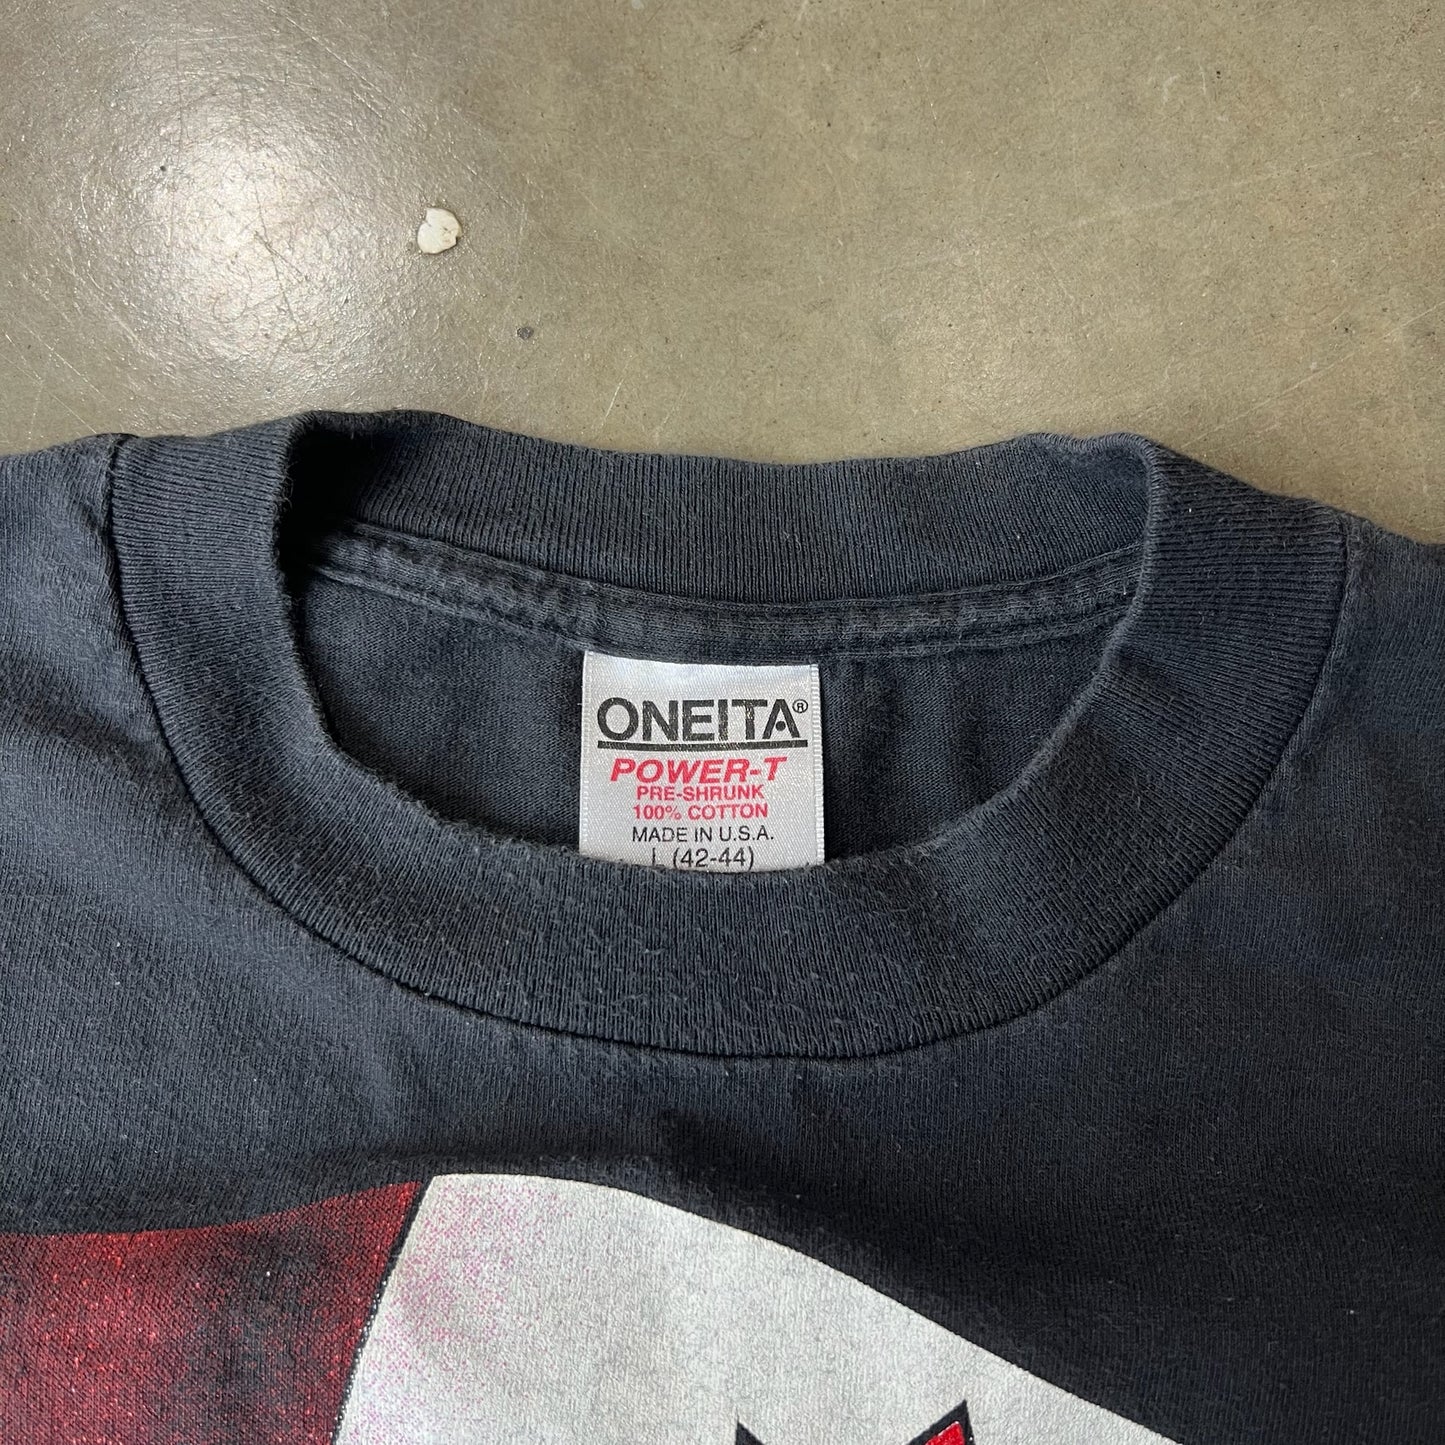 ONEITA®
POWER-T
PRE-SHRUNK
100% COTTON
MADE IN U.S.A.
L (42-44)